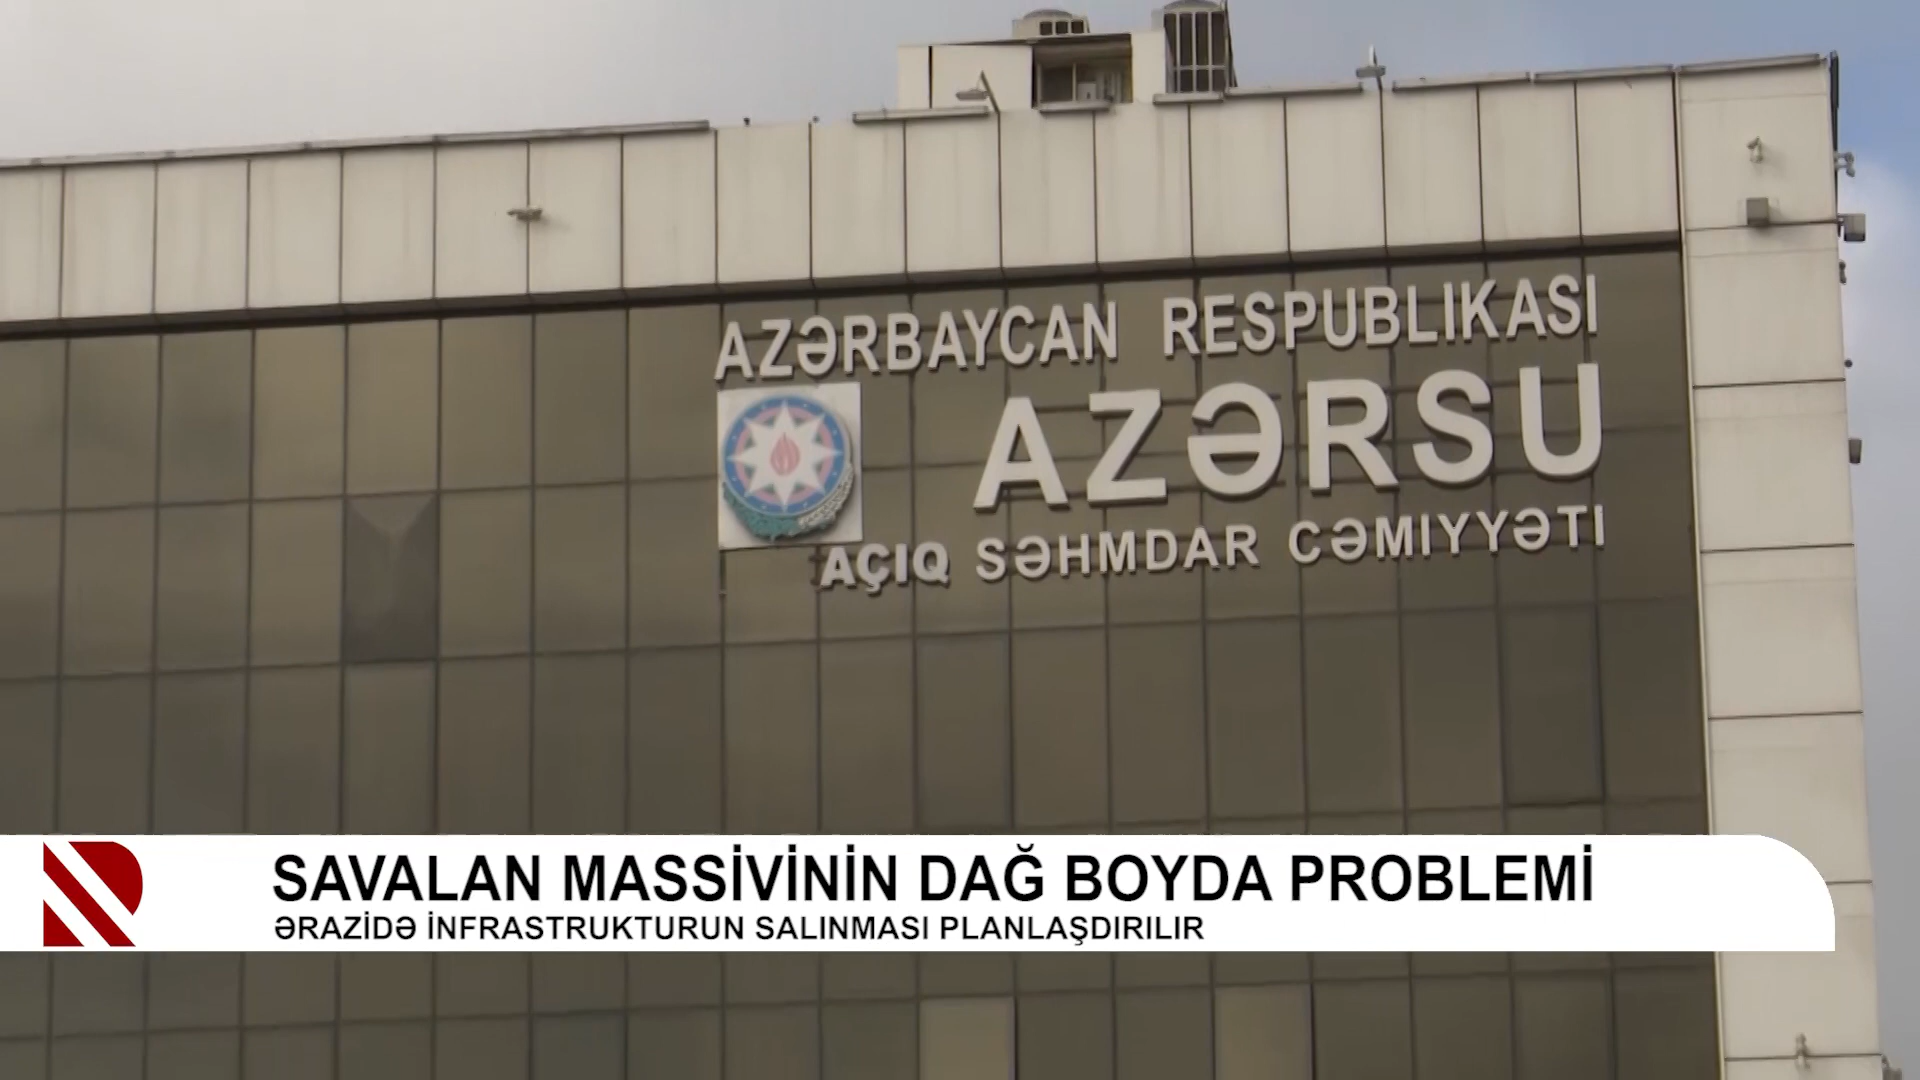 AZƏRBAYCAN RESPUBLIKASI
AZƏRSU
AÇIQ SƏHMDAR CƏMIYYƏTI
SAVALAN MASSİVİNİN DAĞ BOYDA PROBLEMİ
ƏRAZİDƏ İNFRASTRUKTURUN SALINMASI PLANLAŞDIRILIR